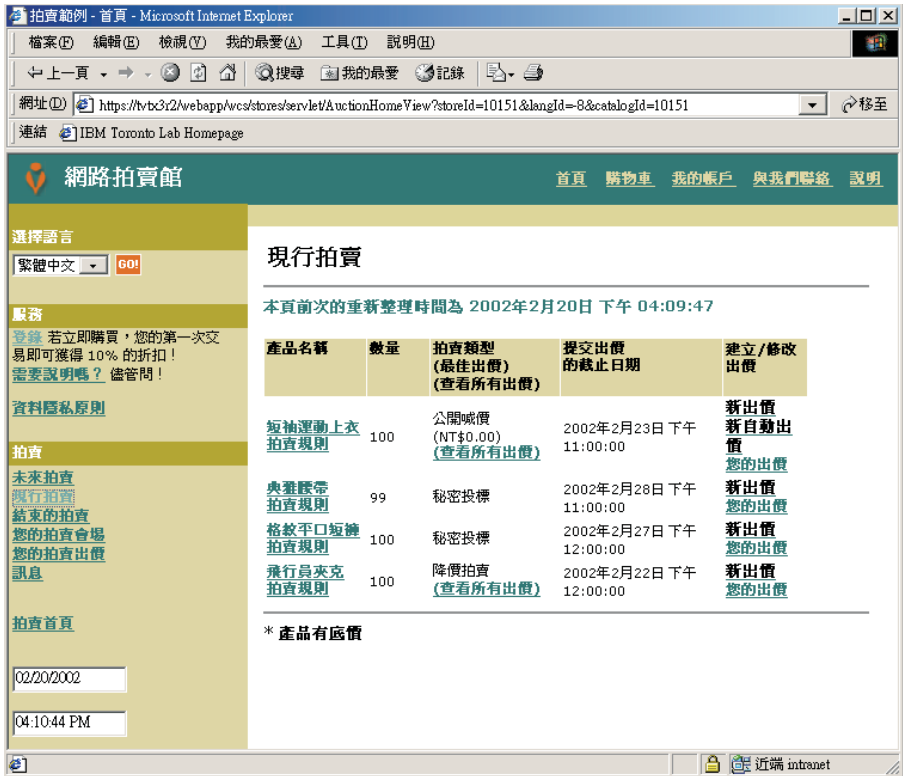 拍賣範例 - 首頁 - Microsoft Internet Explorer
檔案(F) 編輯(E) 檢視(V) 我的最愛(A) 工具(T) 說明(H)
上一頁 搜尋 我的最愛 記錄
網址(D) https://tvtx3r2/webapp/wcs/stores/servlet/AuctionHomeView?storeId=10151&langId=-8&catalogId=10151 移至
連結 IBM Toronto Lab Homepage
網路拍賣館
首頁 購物車 我的帳戶 與我們聯絡 說明
選擇語言
繁體中文 GO!
服務
登錄 若立即購買，您的第一次交
易即可獲得 10% 的折扣！
需要說明嗎？ 儘管問！
資料隱私原則
拍賣
未來拍賣
現行拍賣
結束的拍賣
您的拍賣會場
您的拍賣出價
訊息
拍賣首頁
02/20/2002
04:10:44 PM
現行拍賣
本頁前次的重新整理時間為 2002年2月20日 下午 04:09:47
產品名稱 數量 拍賣類型 提交出價 建立/修改
(最佳出價) 的截止日期 出價
(查看所有出價)
短袖運動上衣 100 公開喊價 2002年2月23日 下午 新出價
拍賣規則 (NT$0.00) 11:00:00 新自動出
(查看所有出價) 價
您的出價
典雅腰帶 99 秘密投標 2002年2月28日 下午 新出價
拍賣規則 11:00:00 您的出價
格紋平口短褲 100 秘密投標 2002年2月27日 下午 新出價
拍賣規則 12:00:00 您的出價
飛行員夾克 100 降價拍賣 2002年2月22日 下午 新出價
拍賣規則 (查看所有出價) 12:00:00 您的出價
* 產品有底價
近端 intranet